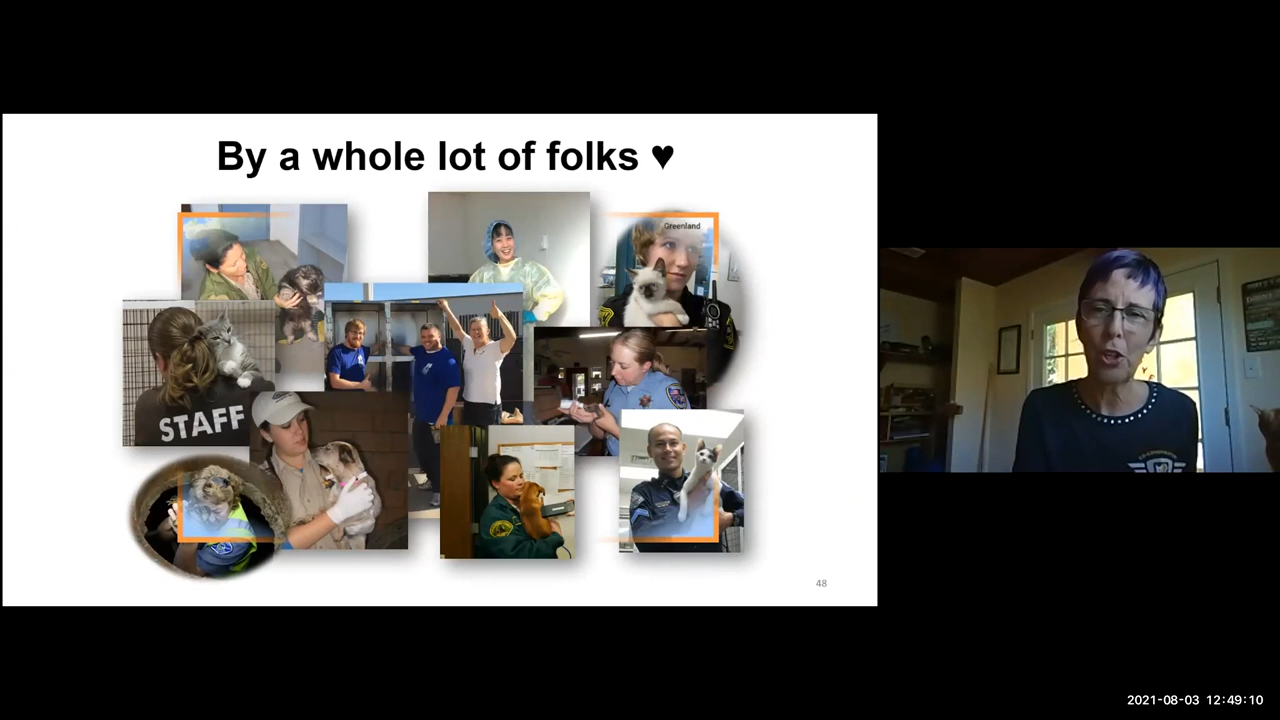 By a whole lot of folks ♥
Greenland
STAFF
48
2021-08-03 12:49:10